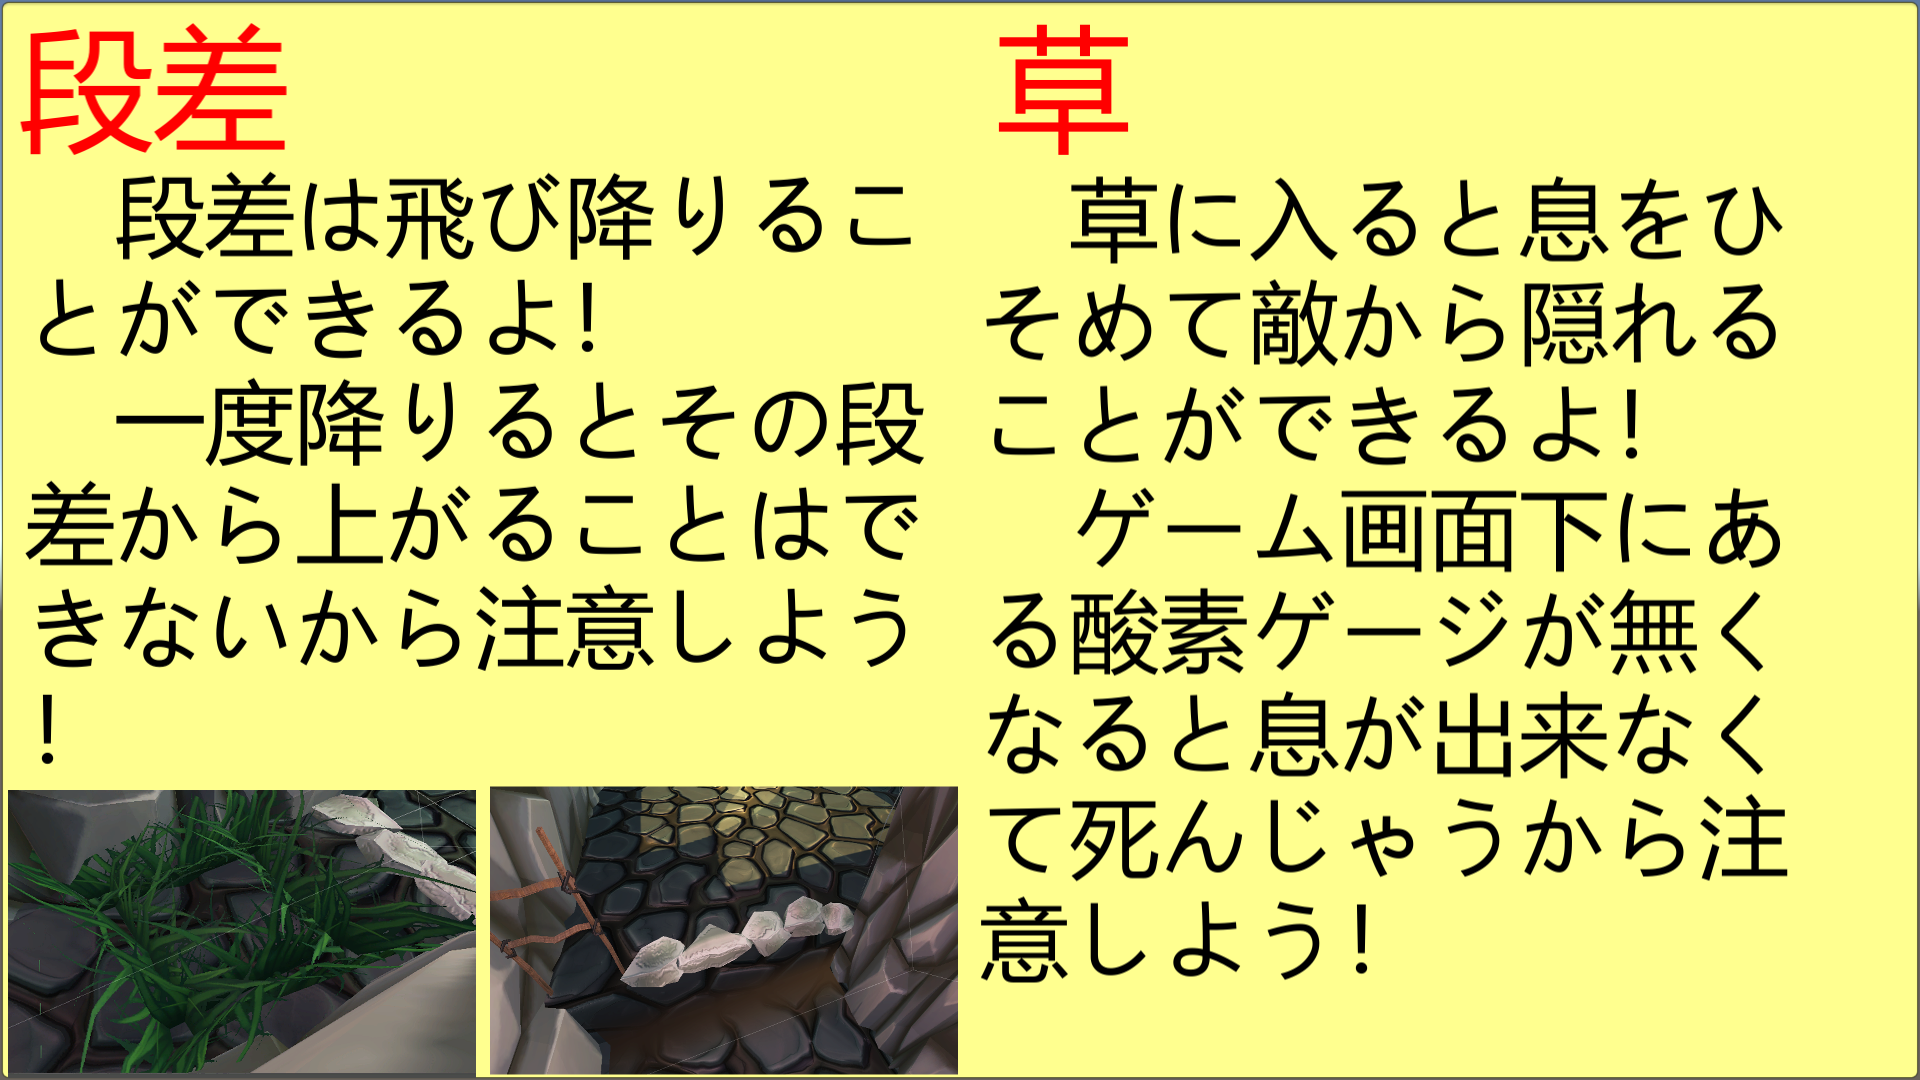 段差
段差は飛び降りるこ
とができるよ！
一度降りるとその段
差から上がることはで
きないから注意しよう
！
草
草に入ると息をひ
そめて敵から隠れる
ことができるよ！
ゲーム画面下にあ
る酸素ゲージが無く
なると息が出来なく
て死んじゃうから注
意しよう！